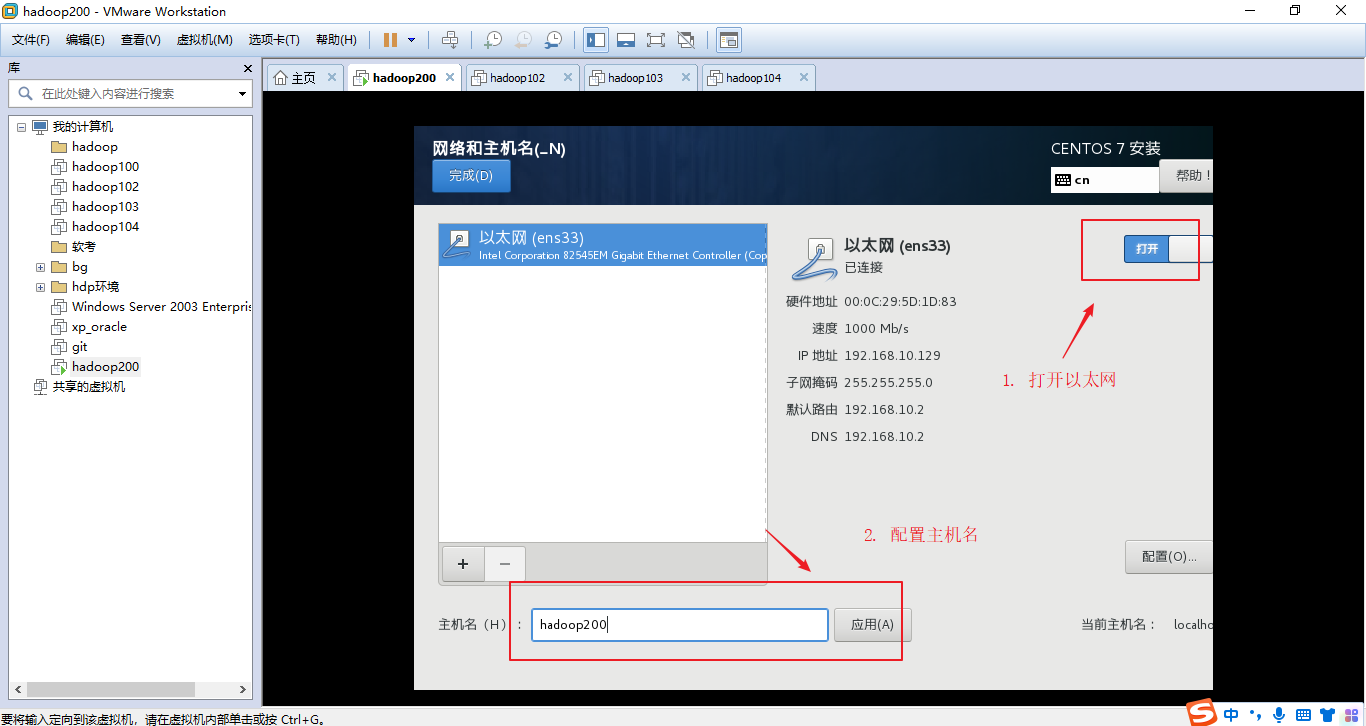 hadoop200 - VMware Workstation
文件(F) 编辑(E) 查看(V) 虚拟机(M) 选项卡(T) 帮助(H)
库
在此处键入内容进行搜索
我的计算机
hadoop
hadoop100
hadoop102
hadoop103
hadoop104
软考
bg
hdp环境
Windows Server 2003 Enterpris
xp_oracle
git
hadoop200
共享的虚拟机
主页 hadoop200 hadoop102 hadoop103 hadoop104
网络和主机名(_N)
完成(D)
CENTOS 7 安装
cn
帮助！
以太网 (ens33)
Intel Corporation 82545EM Gigabit Ethernet Controller (Cop
以太网 (ens33)
已连接
打开
硬件地址 00:0C:29:5D:1D:83
速度 1000 Mb/s
IP 地址 192.168.10.129
子网掩码 255.255.255.0
默认路由 192.168.10.2
DNS 192.168.10.2
1. 打开以太网
2. 配置主机名
+ −
配置(O)...
主机名（H）： hadoop200 应用(A)
当前主机名： localho
要将输入定向到该虚拟机，请在虚拟机内部单击或按 Ctrl+G。
S 中